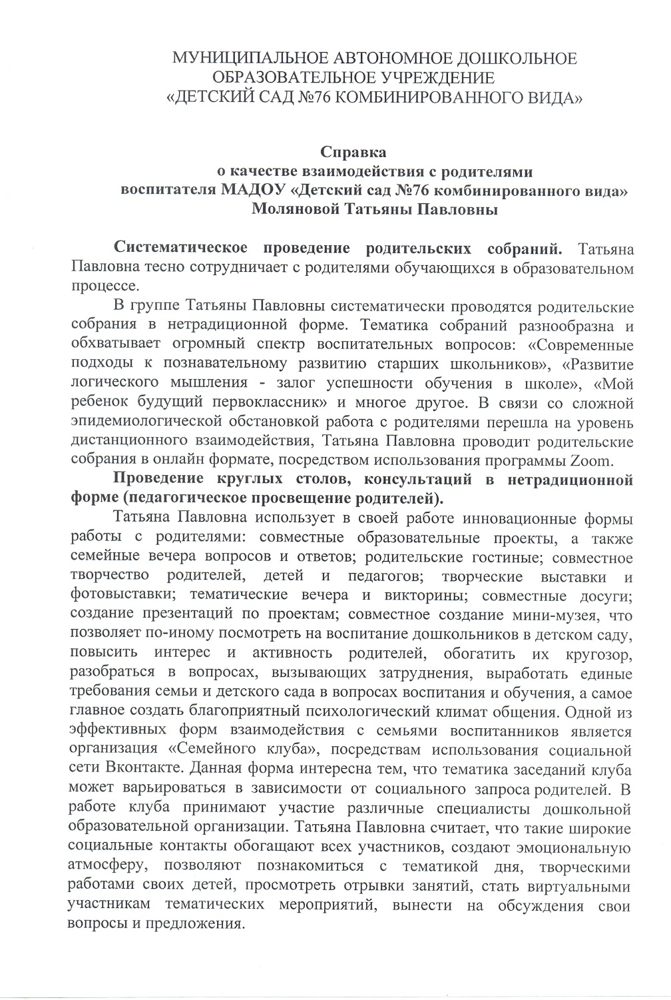 МУНИЦИПАЛЬНОЕ АВТОНОМНОЕ ДОШКОЛЬНОЕ
ОБРАЗОВАТЕЛЬНОЕ УЧРЕЖДЕНИЕ
«ДЕТСКИЙ САД №76 КОМБИНИРОВАННОГО ВИДА»
Справка
о качестве взаимодействия с родителями
воспитателя МАДОУ «Детский сад №76 комбинированного вида»
Моляновой Татьяны Павловны
Систематическое проведение родительских собраний. Татьяна
Павловна тесно сотрудничает с родителями обучающихся в образовательном
процессе.
В группе Татьяны Павловны систематически проводятся родительские
собрания в нетрадиционной форме. Тематика собраний разнообразна и
обхватывает огромный спектр воспитательных вопросов: «Современные
подходы к познавательному развитию старших школьников», «Развитие
логического мышления - залог успешности обучения в школе», «Мой
ребенок будущий первоклассник» и многое другое. В связи со сложной
эпидемиологической обстановкой работа с родителями перешла на уровень
дистанционного взаимодействия, Татьяна Павловна проводит родительские
собрания в онлайн формате, посредством использования программы Zoom.
Проведение круглых столов, консультаций в нетрадиционной
форме (педагогическое просвещение родителей).
Татьяна Павловна использует в своей работе инновационные формы
работы с родителями: совместные образовательные проекты, а также
семейные вечера вопросов и ответов; родительские гостиные; совместное
творчество родителей, детей и педагогов; творческие выставки и
фотовыставки; тематические вечера и викторины; совместные досуги;
создание презентаций по проектам; совместное создание мини-музея, что
позволяет по-иному посмотреть на воспитание дошкольников в детском саду,
повысить интерес и активность родителей, обогатить их кругозор,
разобраться в вопросах, вызывающих затруднения, выработать единые
требования семьи и детского сада в вопросах воспитания и обучения, а самое
главное создать благоприятный психологический климат общения. Одной из
эффективных форм взаимодействия с семьями воспитанников является
организация «Семейного клуба», посредствам использования социальной
сети Вконтакте. Данная форма интересна тем, что тематика заседаний клуба
может варьироваться в зависимости от социального запроса родителей. В
работе клуба принимают участие различные специалисты дошкольной
образовательной организации. Татьяна Павловна считает, что такие широкие
социальные контакты обогащают всех участников, создают эмоциональную
атмосферу, позволяют познакомиться с тематикой дня, творческими
работами своих детей, просмотреть отрывки занятий, стать виртуальными
участникам тематических мероприятий, вынести на обсуждения свои
вопросы и предложения.